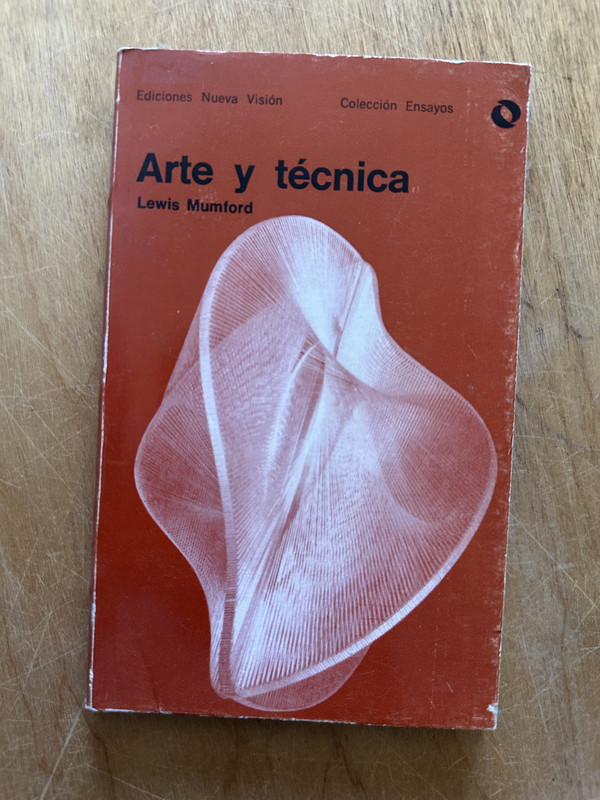 Ediciones Nueva Visión Colección Ensayos
Arte y técnica
Lewis Mumford